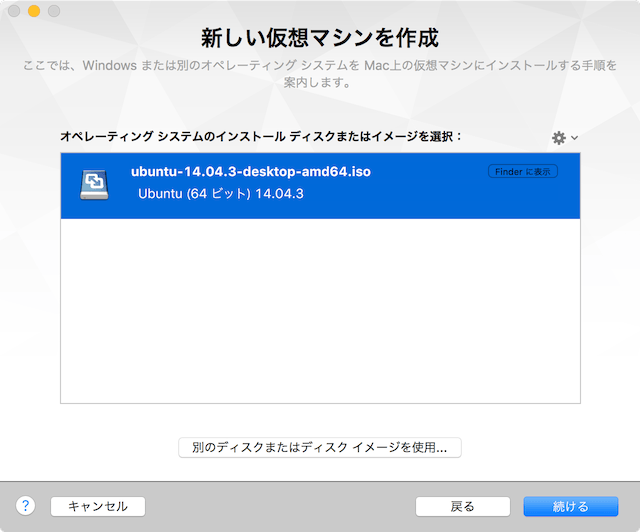 新しい仮想マシンを作成
ここでは、Windows または別のオペレーティング システムを Mac上の仮想マシンにインストールする手順を
案内します。
オペレーティング システムのインストール ディスクまたはイメージを選択：
ubuntu-14.04.3-desktop-amd64.iso
Finder に表示
Ubuntu (64 ビット) 14.04.3
別のディスクまたはディスク イメージを使用...
?
キャンセル
戻る
続ける